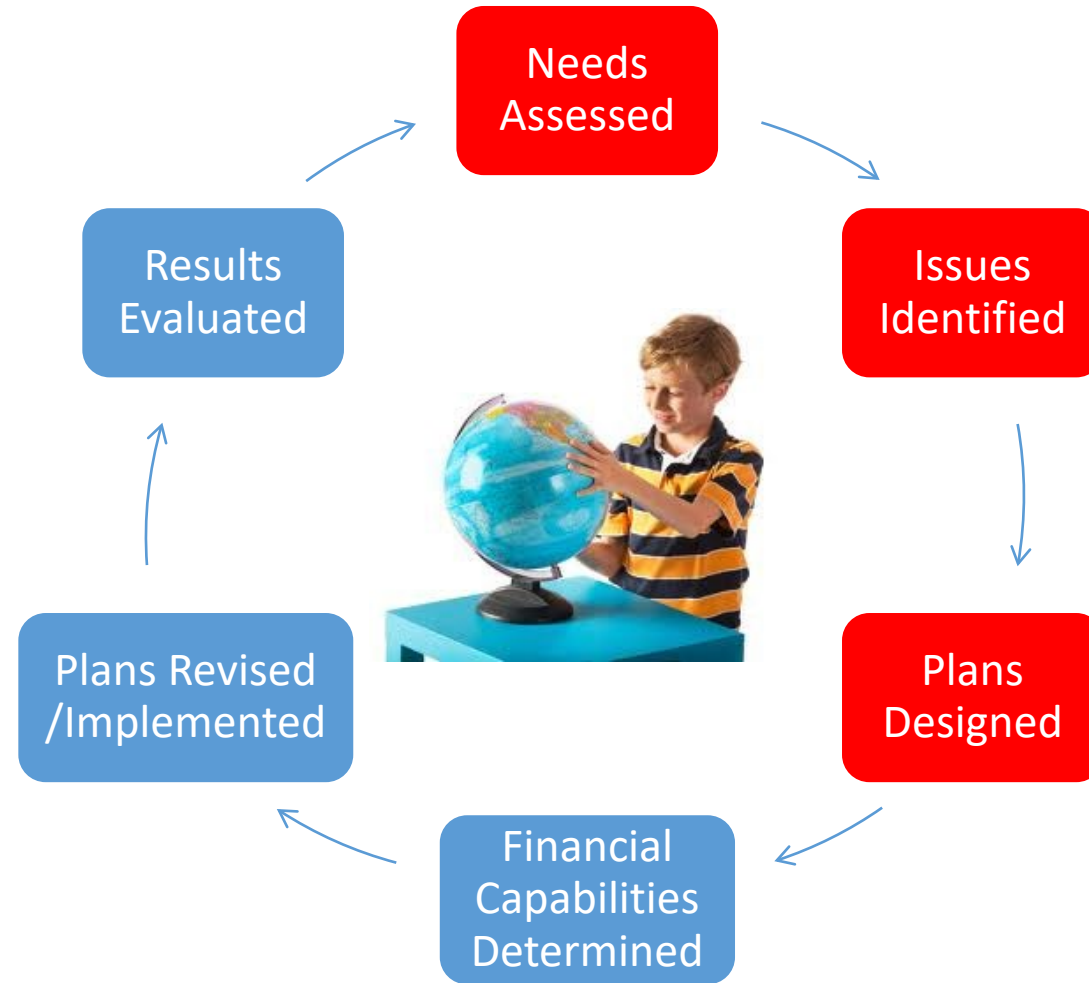 Needs
Assessed
Issues
Identified
Plans
Designed
Financial
Capabilities
Determined
Plans Revised
/Implemented
Results
Evaluated